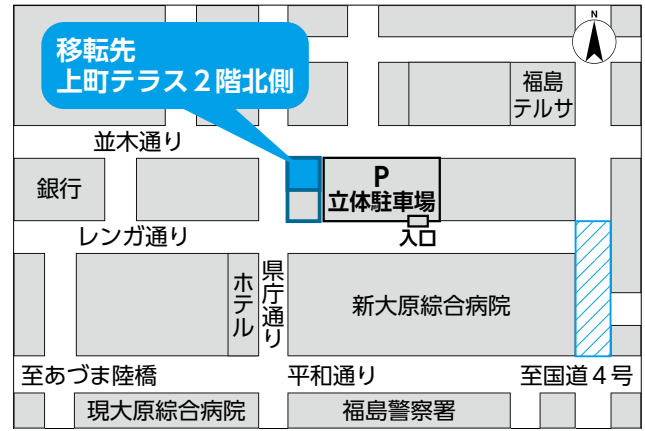 移転先
上町テラス２階北側
N
福島
テルサ
並木通り
銀行
P
立体駐車場
入口
レンガ通り
ホテル
県庁通り
新大原綜合病院
至あづま陸橋
平和通り
至国道４号
現大原綜合病院
福島警察署